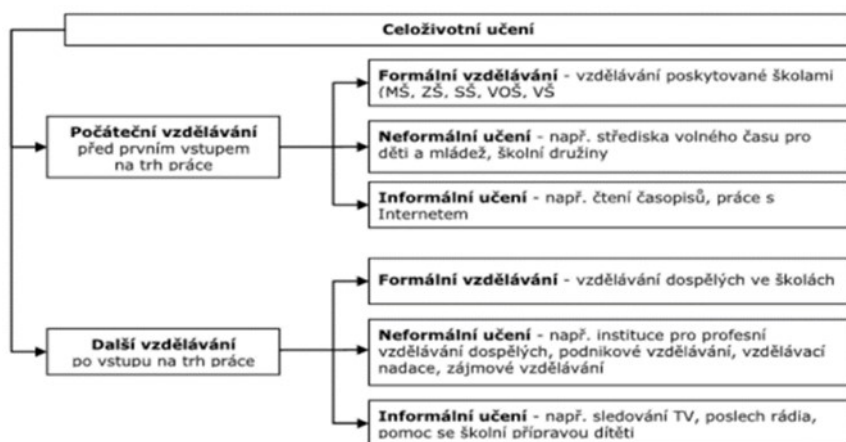 Celoživotní učení
Formální vzdělávání - vzdělávání poskytované školami
(MŠ, ZŠ, SŠ, VOŠ, VŠ
Počáteční vzdělávání
před prvním vstupem
na trh práce
Neformální učení - např. střediska volného času pro
děti a mládež, školní družiny
Informální učení - např. čtení časopisů, práce s
Internetem
Formální vzdělávání - vzdělávání dospělých ve školách
Další vzdělávání
po vstupu na trh práce
Neformální učení - např. instituce pro profesní
vzdělávání dospělých, podnikové vzdělávání, vzdělávací
nadace, zájmové vzdělávání
Informální učení - např. sledování TV, poslech rádia,
pomoc se školní přípravou dítěti